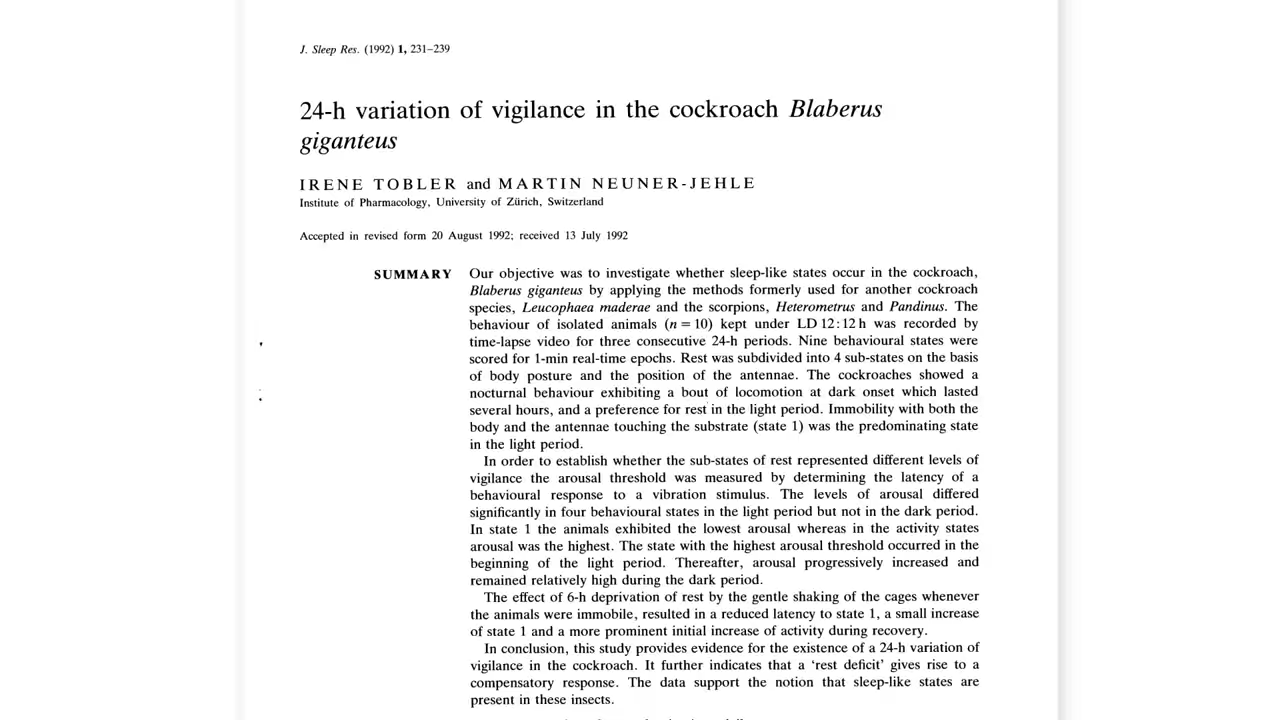 J. Sleep Res. (1992) 1, 231–239
24-h variation of vigilance in the cockroach Blaberus
giganteus
IRENE TOBLER and MARTIN NEUNER-JEHLE
Institute of Pharmacology, University of Zürich, Switzerland
Accepted in revised form 20 August 1992; received 13 July 1992
SUMMARY Our objective was to investigate whether sleep-like states occur in the cockroach,
Blaberus giganteus by applying the methods formerly used for another cockroach
species, Leucophaea maderae and the scorpions, Heterometrus and Pandinus. The
behaviour of isolated animals (n = 10) kept under LD 12:12 h was recorded by
time-lapse video for three consecutive 24-h periods. Nine behavioural states were
scored for 1-min real-time epochs. Rest was subdivided into 4 sub-states on the basis
of body posture and the position of the antennae. The cockroaches showed a
nocturnal behaviour exhibiting a bout of locomotion at dark onset which lasted
several hours, and a preference for rest in the light period. Immobility with both the
body and the antennae touching the substrate (state 1) was the predominating state
in the light period.
In order to establish whether the sub-states of rest represented different levels of
vigilance the arousal threshold was measured by determining the latency of a
behavioural response to a vibration stimulus. The levels of arousal differed
significantly in four behavioural states in the light period but not in the dark period.
In state 1 the animals exhibited the lowest arousal whereas in the activity states
arousal was the highest. The state with the highest arousal threshold occurred in the
beginning of the light period. Thereafter, arousal progressively increased and
remained relatively high during the dark period.
The effect of 6-h deprivation of rest by the gentle shaking of the cages whenever
the animals were immobile, resulted in a reduced latency to state 1, a small increase
of state 1 and a more prominent initial increase of activity during recovery.
In conclusion, this study provides evidence for the existence of a 24-h variation of
vigilance in the cockroach. It further indicates that a ‘rest deficit’ gives rise to a
compensatory response. The data support the notion that sleep-like states are
present in these insects.